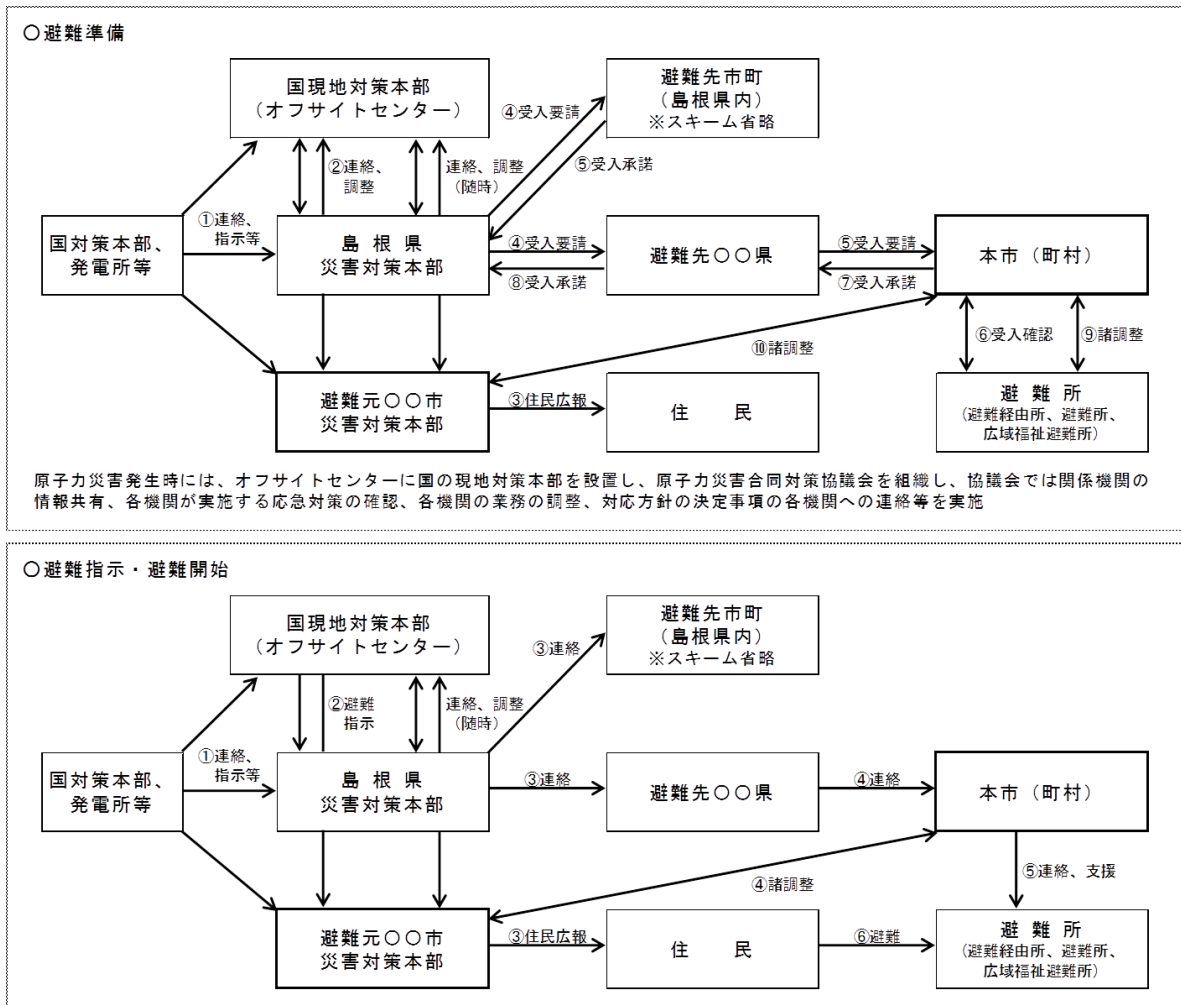 ○避難準備
国現地対策本部
(オフサイトセンター)
避難先市町
(島根県内)
※スキーム省略
④受入要請
⑤受入承諾
②連絡、
調整
連絡、調整
(随時)
①連絡、
指示等
国対策本部、
発電所等
島根県
災害対策本部
④受入要請
⑧受入承諾
避難先○○県
⑤受入要請
⑦受入承諾
本市(町村)
⑥受入確認
⑨諸調整
⑩諸調整
避難元○○市
災害対策本部
③住民広報
住 民
避難所
(避難経由所、避難所、
広域福祉避難所)
原子力災害発生時には、オフサイトセンターに国の現地対策本部を設置し、原子力災害合同対策協議会を組織し、協議会では関係機関の
情報共有、各機関が実施する応急対策の確認、各機関の業務の調整、対応方針の決定事項の各機関への連絡等を実施
○避難指示・避難開始
国現地対策本部
(オフサイトセンター)
避難先市町
(島根県内)
※スキーム省略
③連絡
②避難
指示
連絡、調整
(随時)
①連絡、
指示等
国対策本部、
発電所等
島根県
災害対策本部
③連絡
避難先○○県
④連絡
本市(町村)
⑤連絡、支援
④諸調整
避難元○○市
災害対策本部
③住民広報
住 民
⑥避難
避難所
(避難経由所、避難所、
広域福祉避難所)